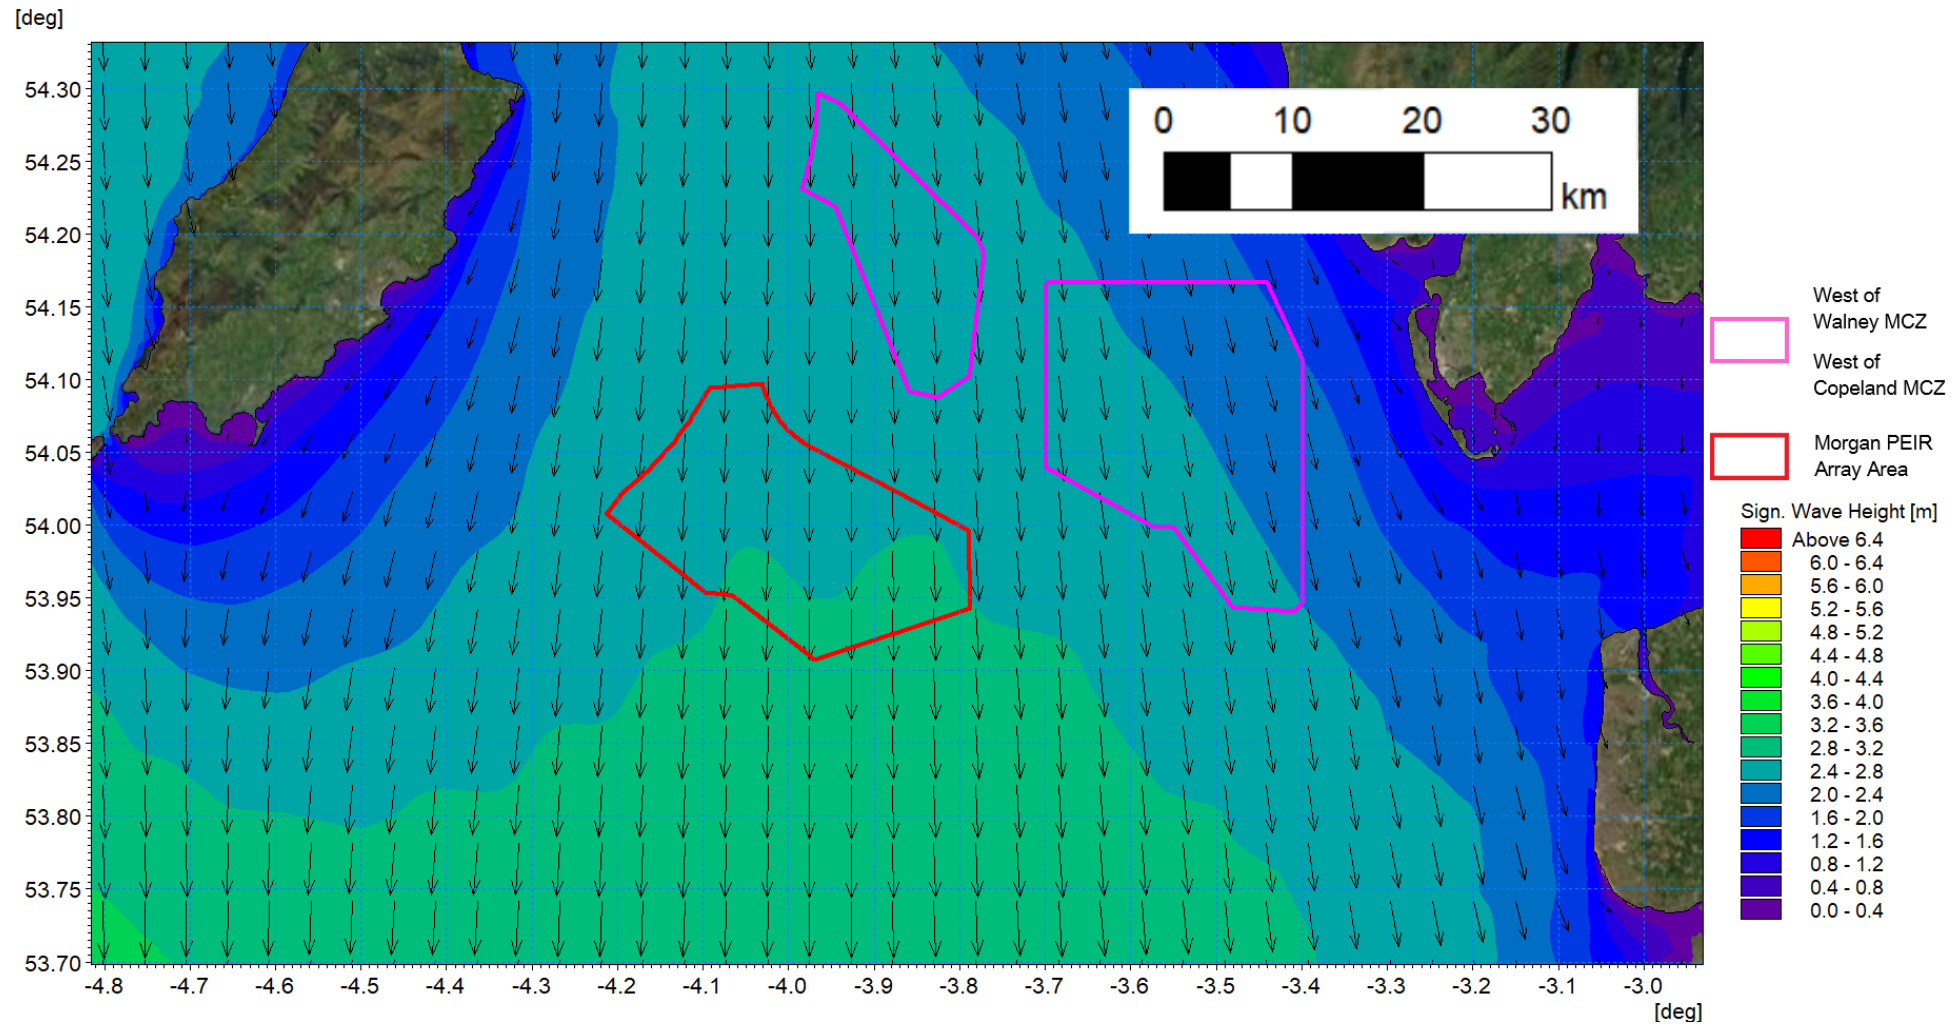 [deg]
54.30
54.25
54.20
54.15
54.10
54.05
54.00
53.95
53.90
53.85
53.80
53.75
53.70
0 10 20 30
km
West of
Walney MCZ
West of
Copeland MCZ
Morgan PEIR
Array Area
Sign. Wave Height [m]
Above 6.4
6.0 - 6.4
5.6 - 6.0
5.2 - 5.6
4.8 - 5.2
4.4 - 4.8
4.0 - 4.4
3.6 - 4.0
3.2 - 3.6
2.8 - 3.2
2.4 - 2.8
2.0 - 2.4
1.6 - 2.0
1.2 - 1.6
0.8 - 1.2
0.4 - 0.8
0.0 - 0.4
-4.8 -4.7 -4.6 -4.5 -4.4 -4.3 -4.2 -4.1 -4.0 -3.9 -3.8 -3.7 -3.6 -3.5 -3.4 -3.3 -3.2 -3.1 -3.0
[deg]